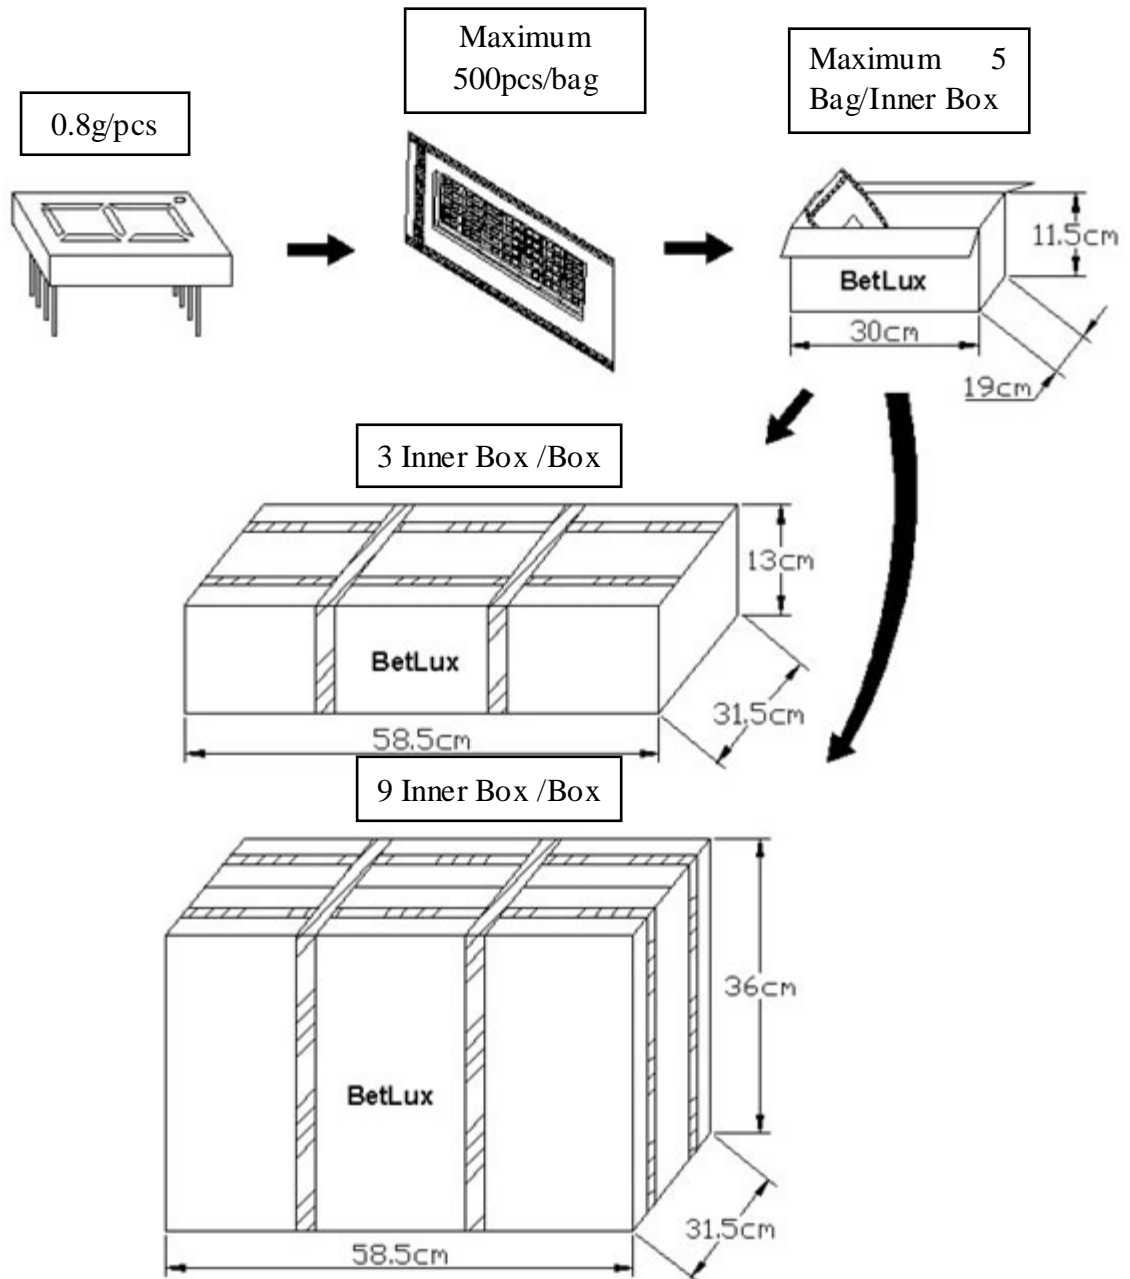 0.8g/pcs
Maximum
500pcs/bag
Maximum 5
Bag/Inner Box
11.5cm
BetLux
30cm
19cm
3 Inner Box /Box
13cm
BetLux
31.5cm
58.5cm
9 Inner Box /Box
36cm
BetLux
31.5cm
58.5cm